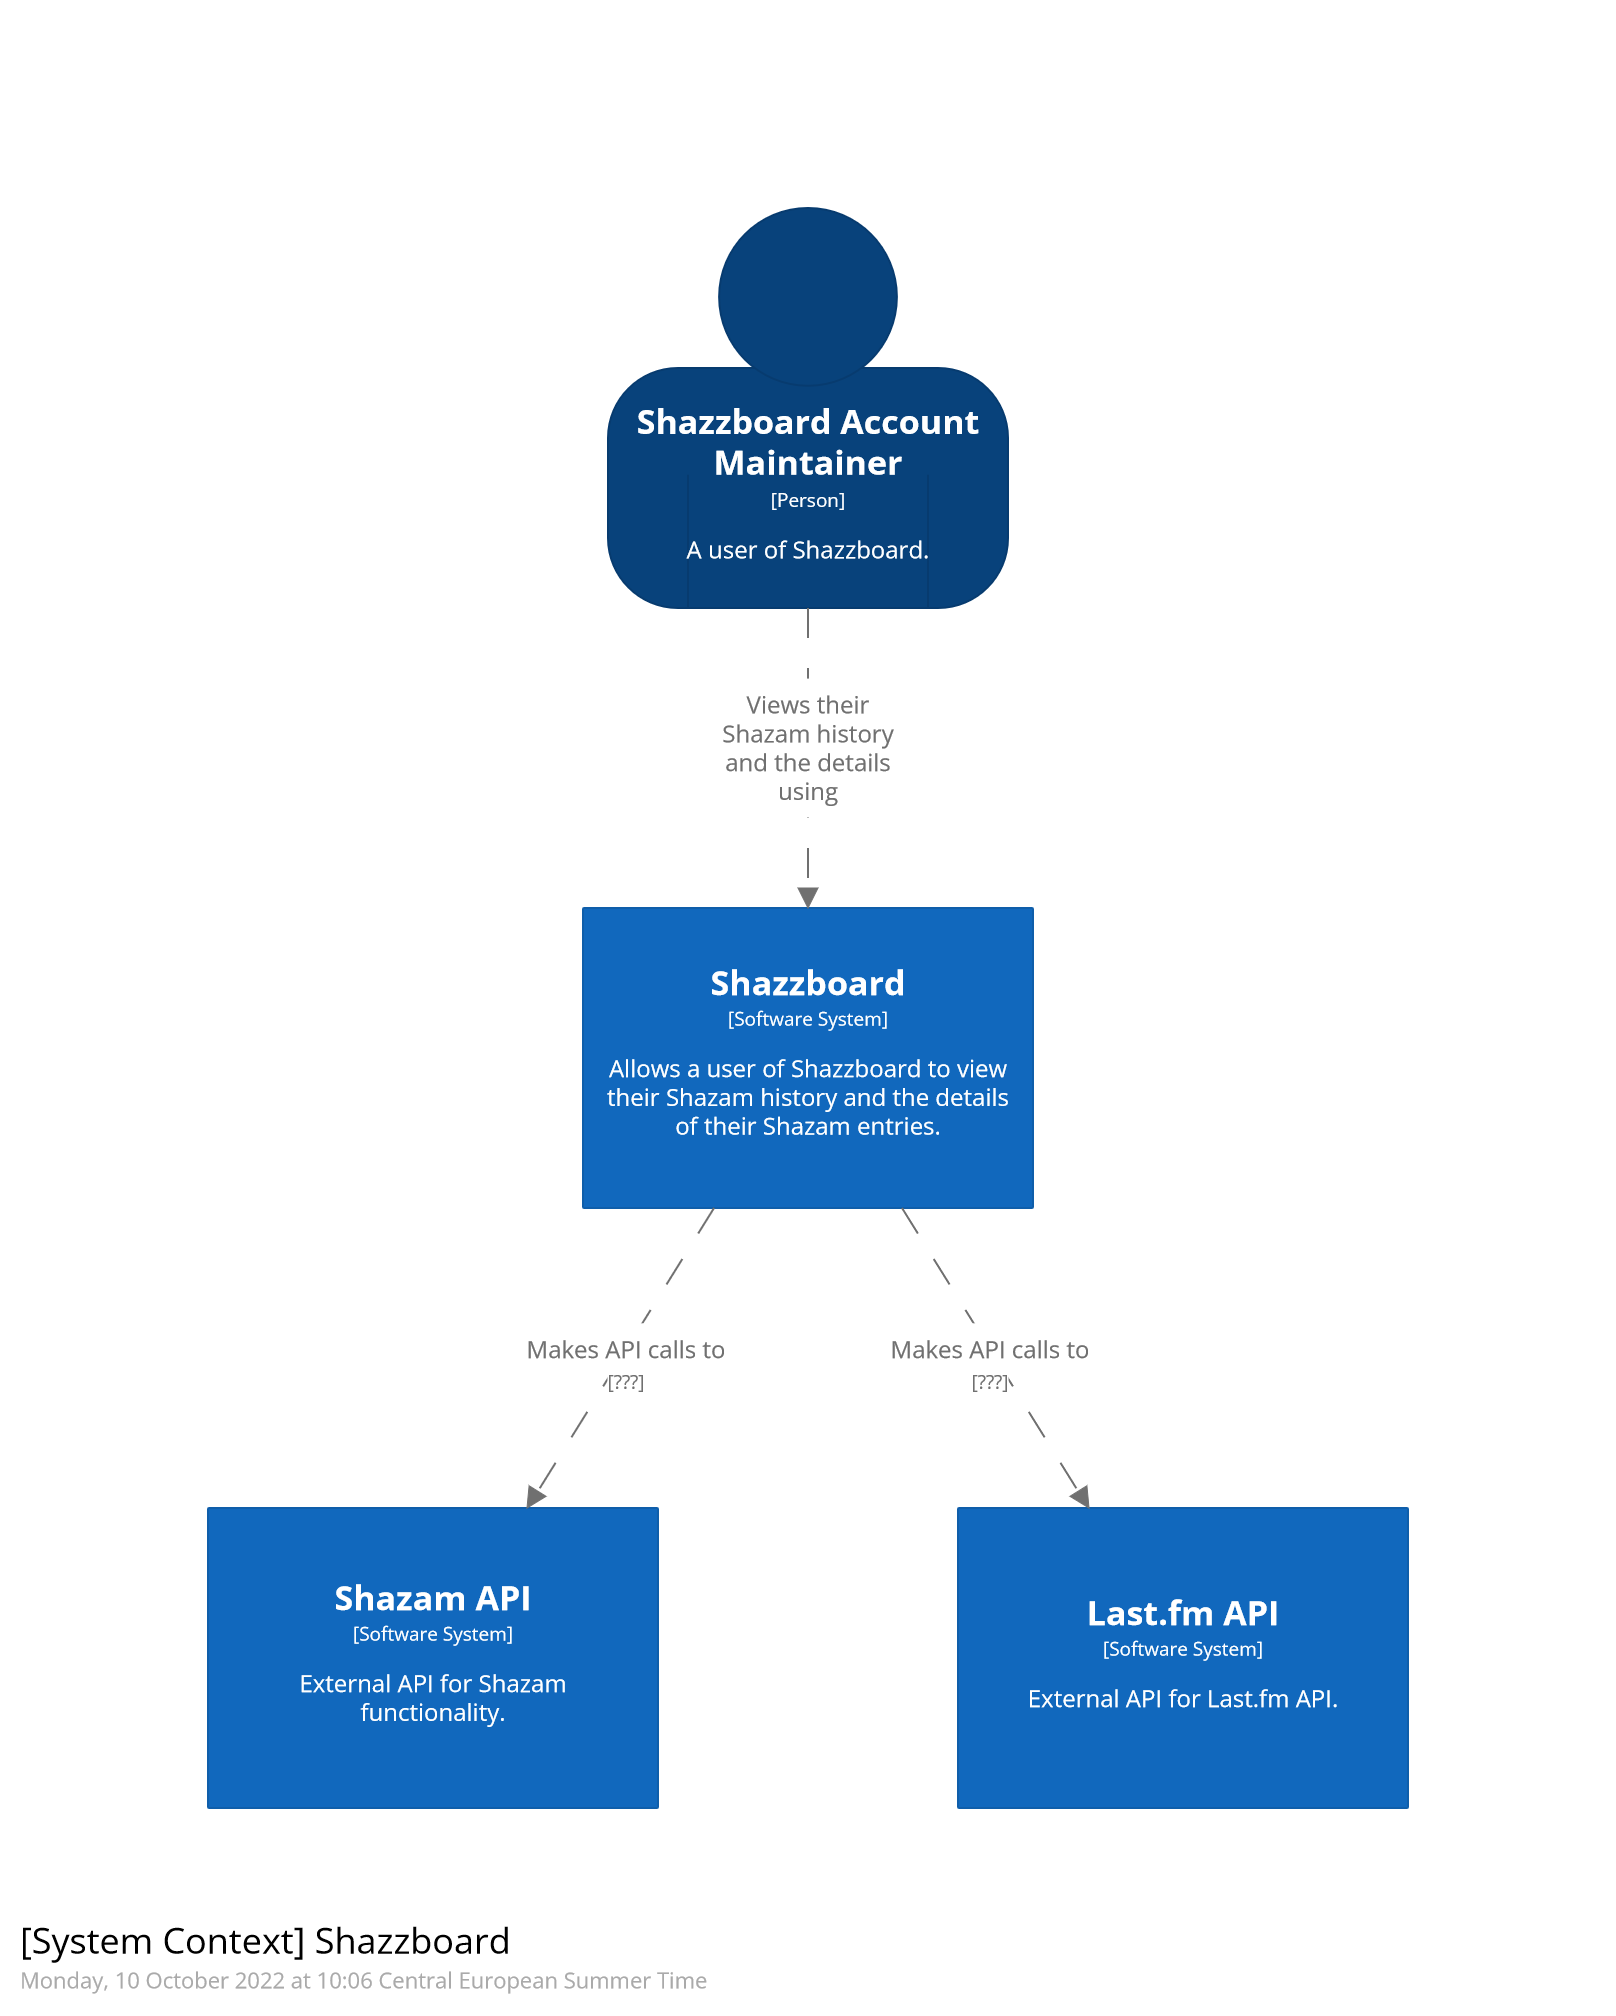 Shazzboard Account
Maintainer
[Person]
A user of Shazzboard.
Views their
Shazam history
and the details
using
Shazzboard
[Software System]
Allows a user of Shazzboard to view
their Shazam history and the details
of their Shazam entries.
Makes API calls to
[???]
Makes API calls to
[???]
Shazam API
[Software System]
External API for Shazam
functionality.
Last.fm API
[Software System]
External API for Last.fm API.
[System Context] Shazzboard
Monday, 10 October 2022 at 10:06 Central European Summer Time